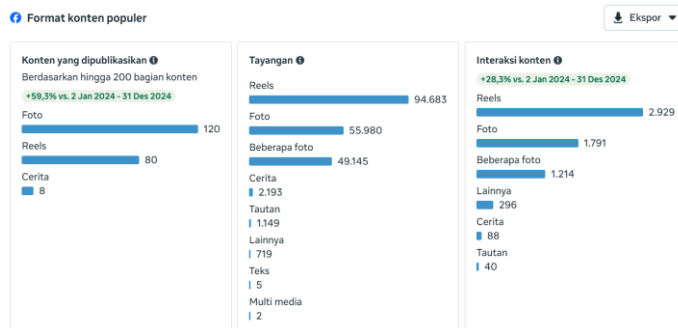 Format konten populer
Ekspor
Konten yang dipublikasikan
Berdasarkan hingga 200 bagian konten
+59,3% vs. 2 Jan 2024 - 31 Des 2024
Foto
120
Reels
80
Cerita
8
Tayangan
Reels
94.683
Foto
55.980
Beberapa foto
49.145
Cerita
2.193
Tautan
1.149
Lainnya
719
Teks
5
Multi media
2
Interaksi konten
+28,3% vs. 2 Jan 2024 - 31 Des 2024
Reels
2.929
Foto
1.791
Beberapa foto
1.214
Lainnya
296
Cerita
88
Tautan
40